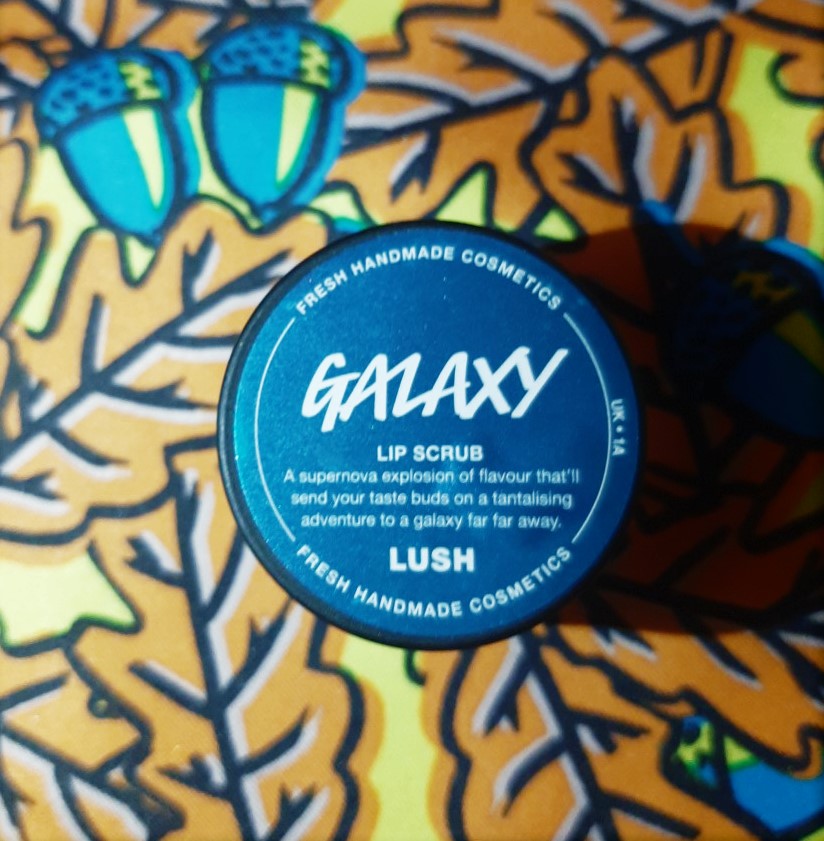 FRESH HANDMADE COSMETICS
GALAXY
LIP SCRUB
A supernova explosion of flavour that'll
send your taste buds on a tantalising
adventure to a galaxy far far away.
LUSH
FRESH HANDMADE COSMETICS
UK • 1A